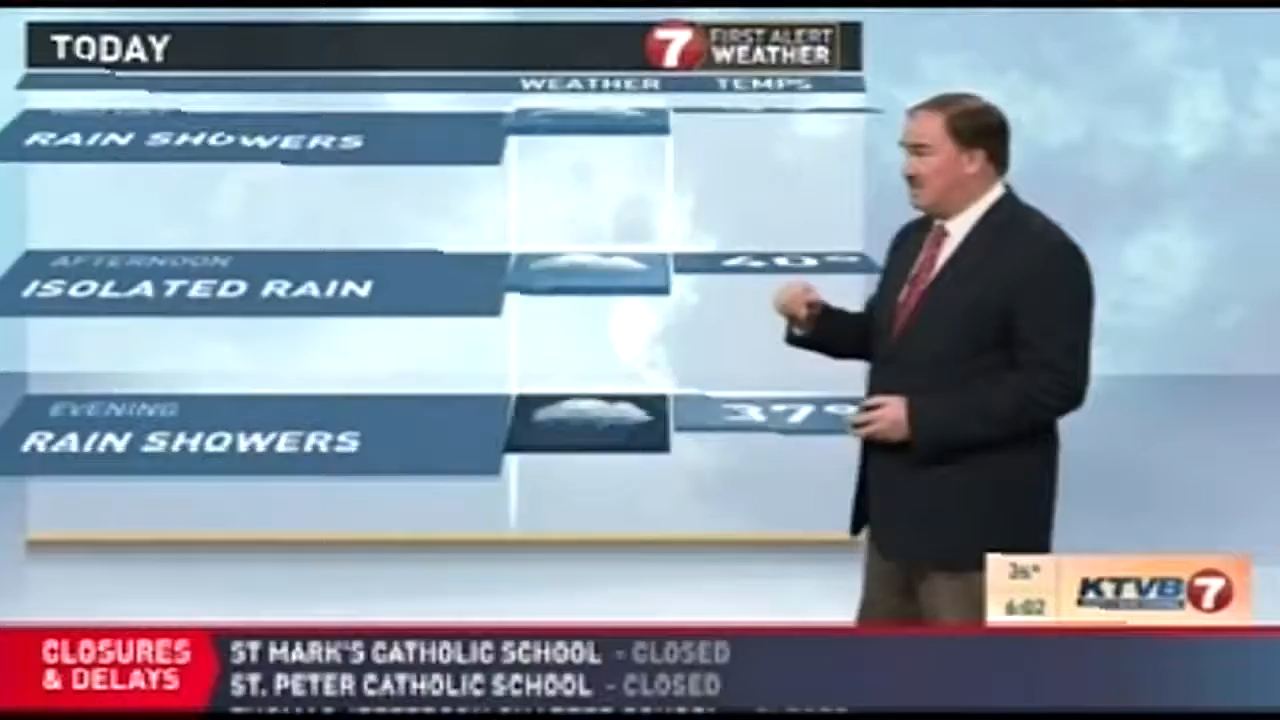 TODAY
7 FIRST ALERT
WEATHER
WEATHER TEMPS
RAIN SHOWERS
AFTERNOON
ISOLATED RAIN
40°
EVENING
RAIN SHOWERS
37°
36°
6:02
KTVB 7
CLOSURES
& DELAYS
ST MARK'S CATHOLIC SCHOOL - CLOSED
ST. PETER CATHOLIC SCHOOL - CLOSED